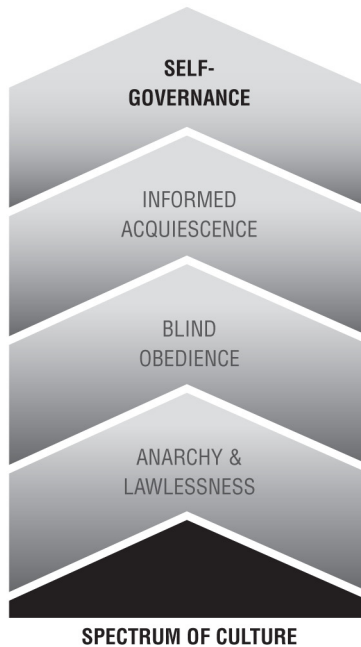 SELF-
GOVERNANCE
INFORMED
ACQUIESCENCE
BLIND
OBEDIENCE
ANARCHY &
LAWLESSNESS
SPECTRUM OF CULTURE